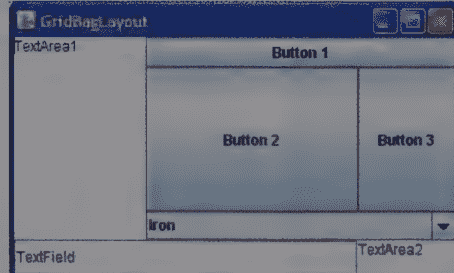 GridBagLayout
TextArea1
Button 1
Button 2
Button 3
Iron
TextField
TextArea2